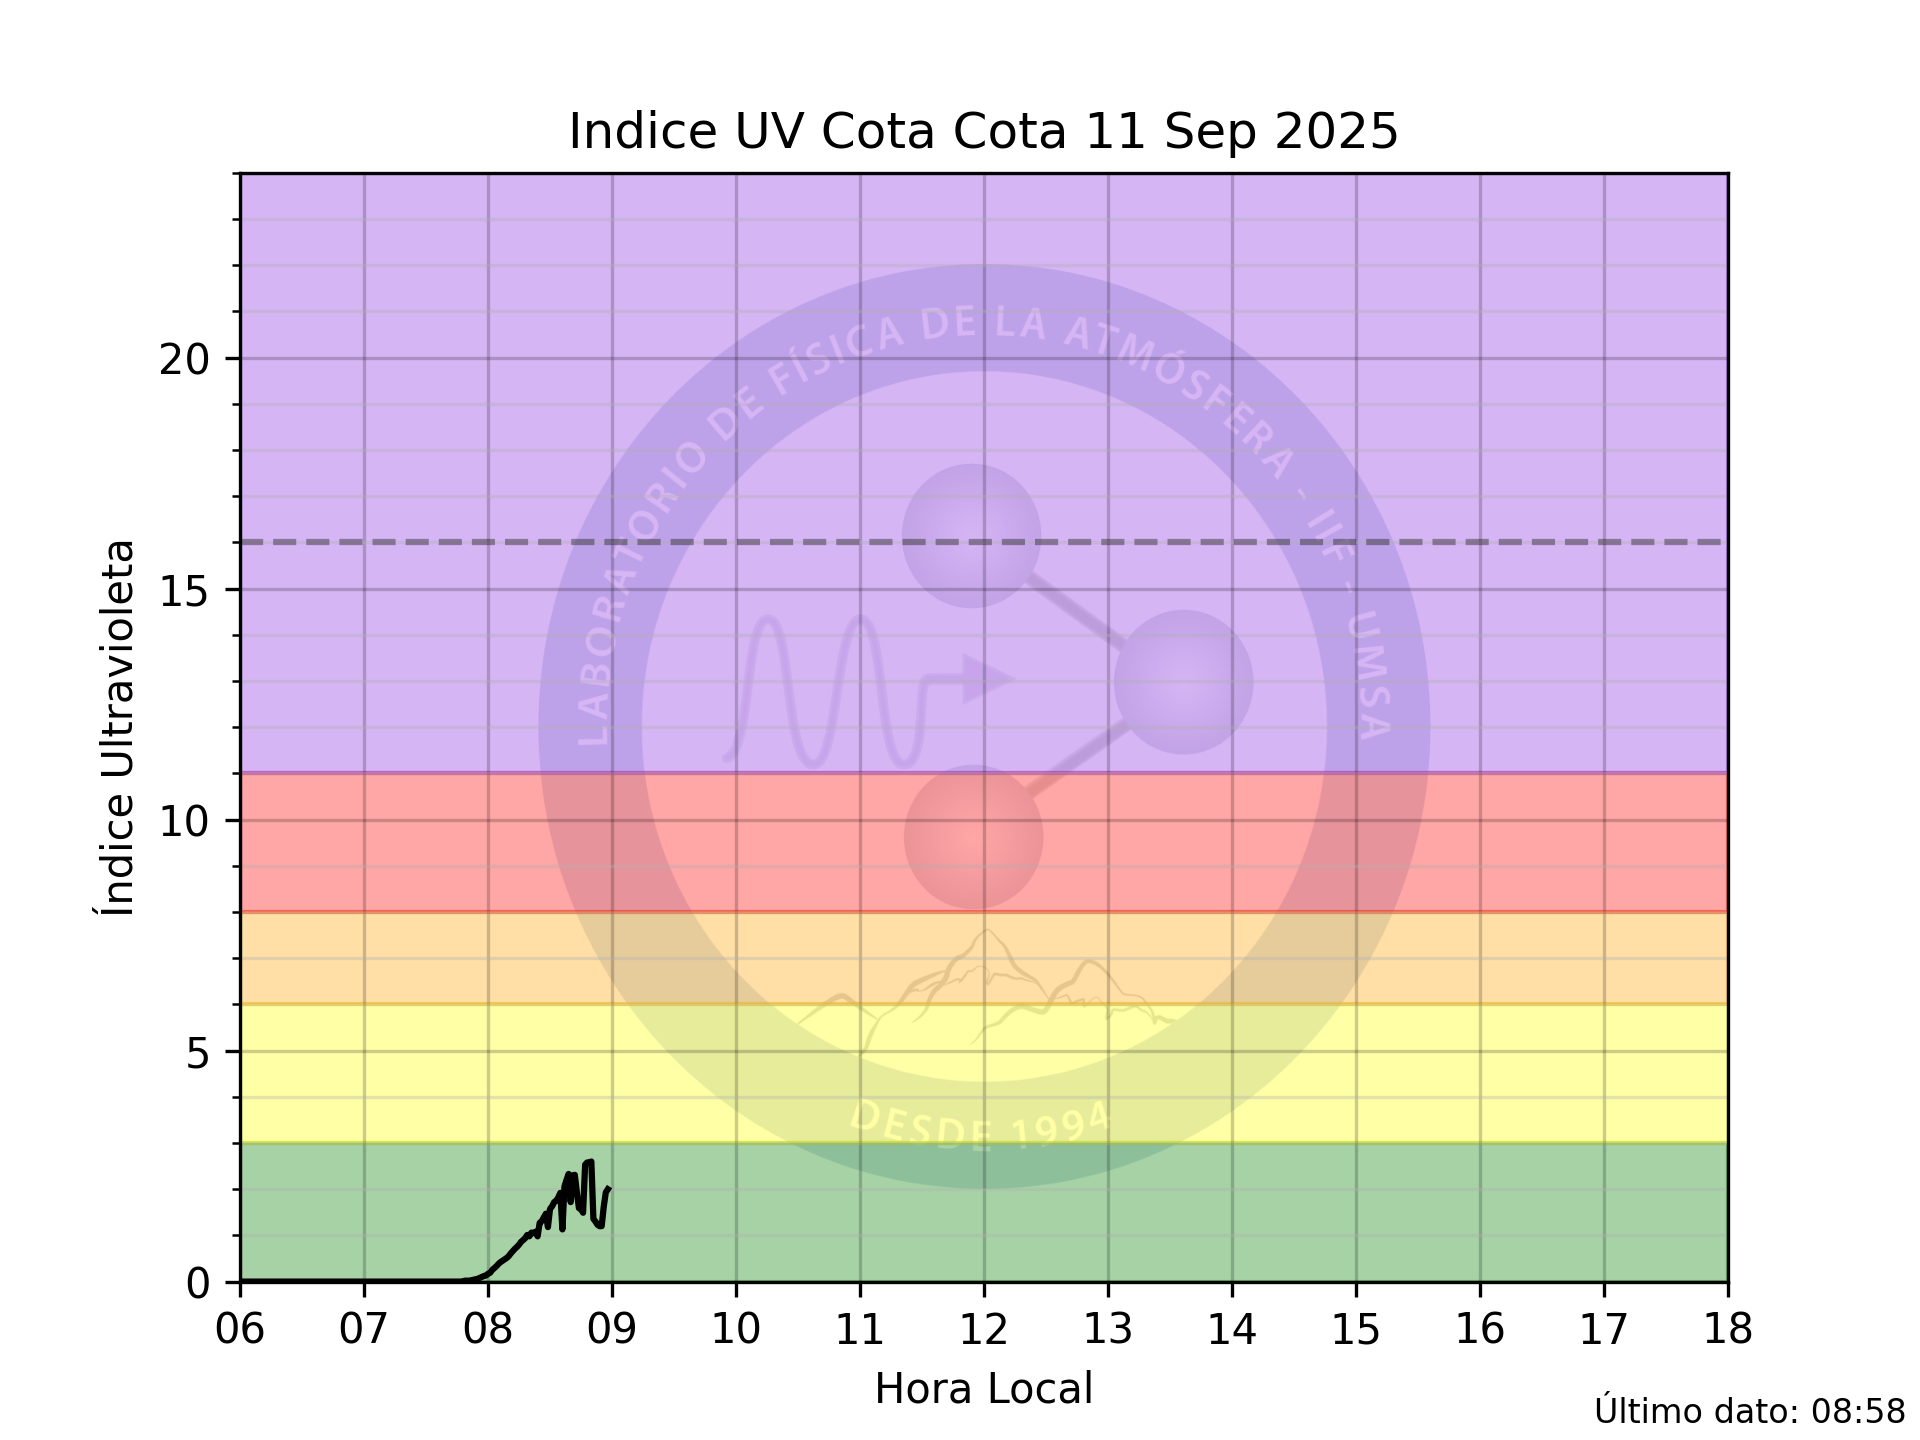 Indice UV Cota Cota 11 Sep 2025
Índice Ultravioleta
20
15
10
5
0
LABORATORIO DE FÍSICA DE LA ATMÓSFERA - IIF - UMSA
DESDE 1994
06 07 08 09 10 11 12 13 14 15 16 17 18
Hora Local
Último dato: 08:58